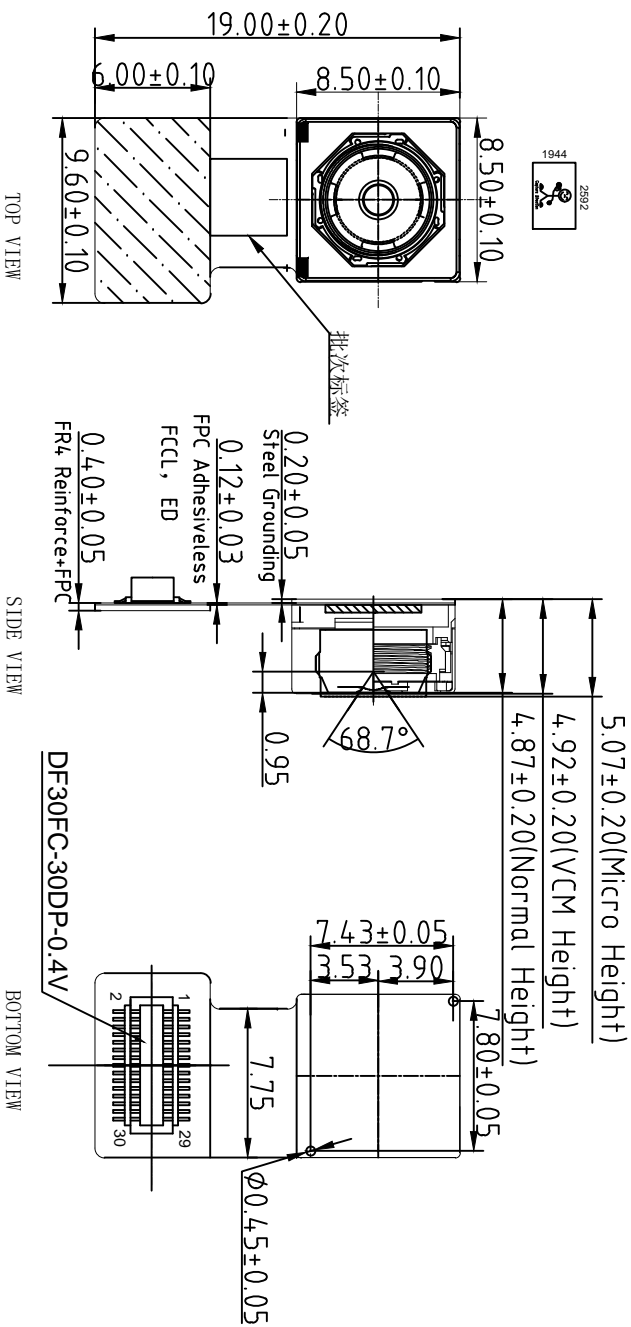 19.00±0.20
6.00±0.10
8.50±0.10
8.50±0.10
9.60±0.10
1944
2592
批次标签
TOP VIEW
0.20±0.05
Steel Grounding
0.12±0.03
FPC Adhesiveless
FCCL, ED
0.40±0.05
FR4 Reinforce+FPC
68.7°
0.95
5.07±0.20(Micro Height)
4.92±0.20(VCM Height)
4.87±0.20(Normal Height)
SIDE VIEW
7.43±0.05
3.53
3.90
7.80±0.05
7.75
Ø0.45±0.05
1
2
29
30
DF30FC-30DP-0.4V
BOTTOM VIEW